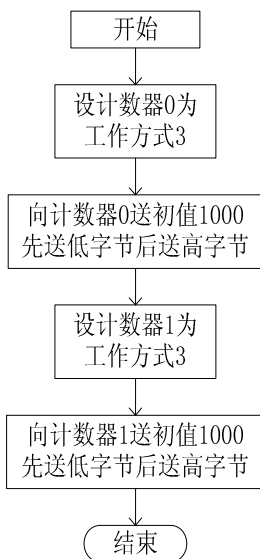 开始
设计数器0为
工作方式3
向计数器0送初值1000
先送低字节后送高字节
设计数器1为
工作方式3
向计数器1送初值1000
先送低字节后送高字节
结束